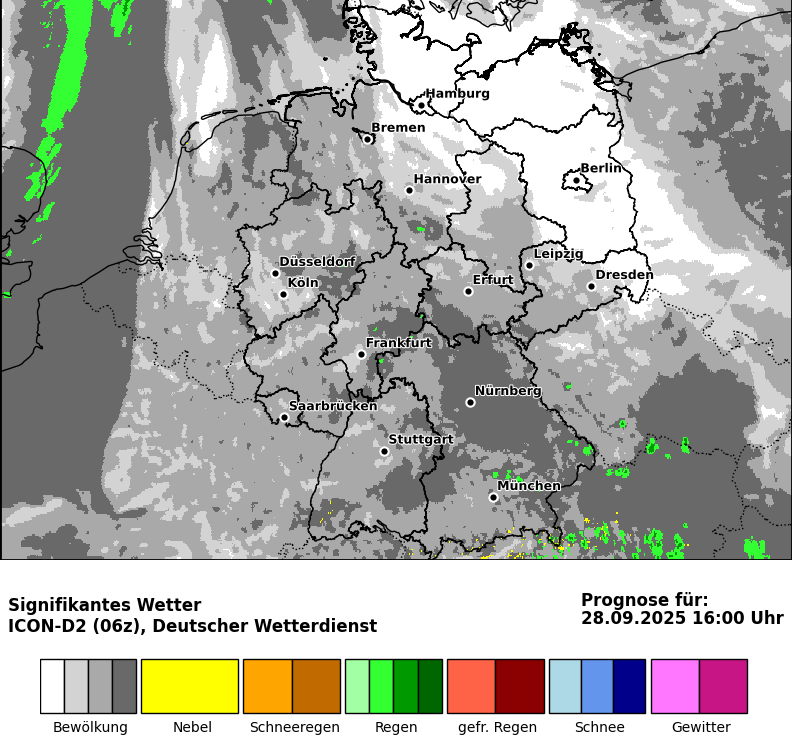 Hamburg
Bremen
Berlin
Hannover
Leipzig
Düsseldorf
Dresden
Köln
Erfurt
Frankfurt
Nürnberg
Saarbrücken
Stuttgart
München
Signifikantes Wetter
ICON-D2 (06z), Deutscher Wetterdienst
Prognose für:
28.09.2025 16:00 Uhr
Bewölkung
Nebel
Schneeregen
Regen
gefr. Regen
Schnee
Gewitter